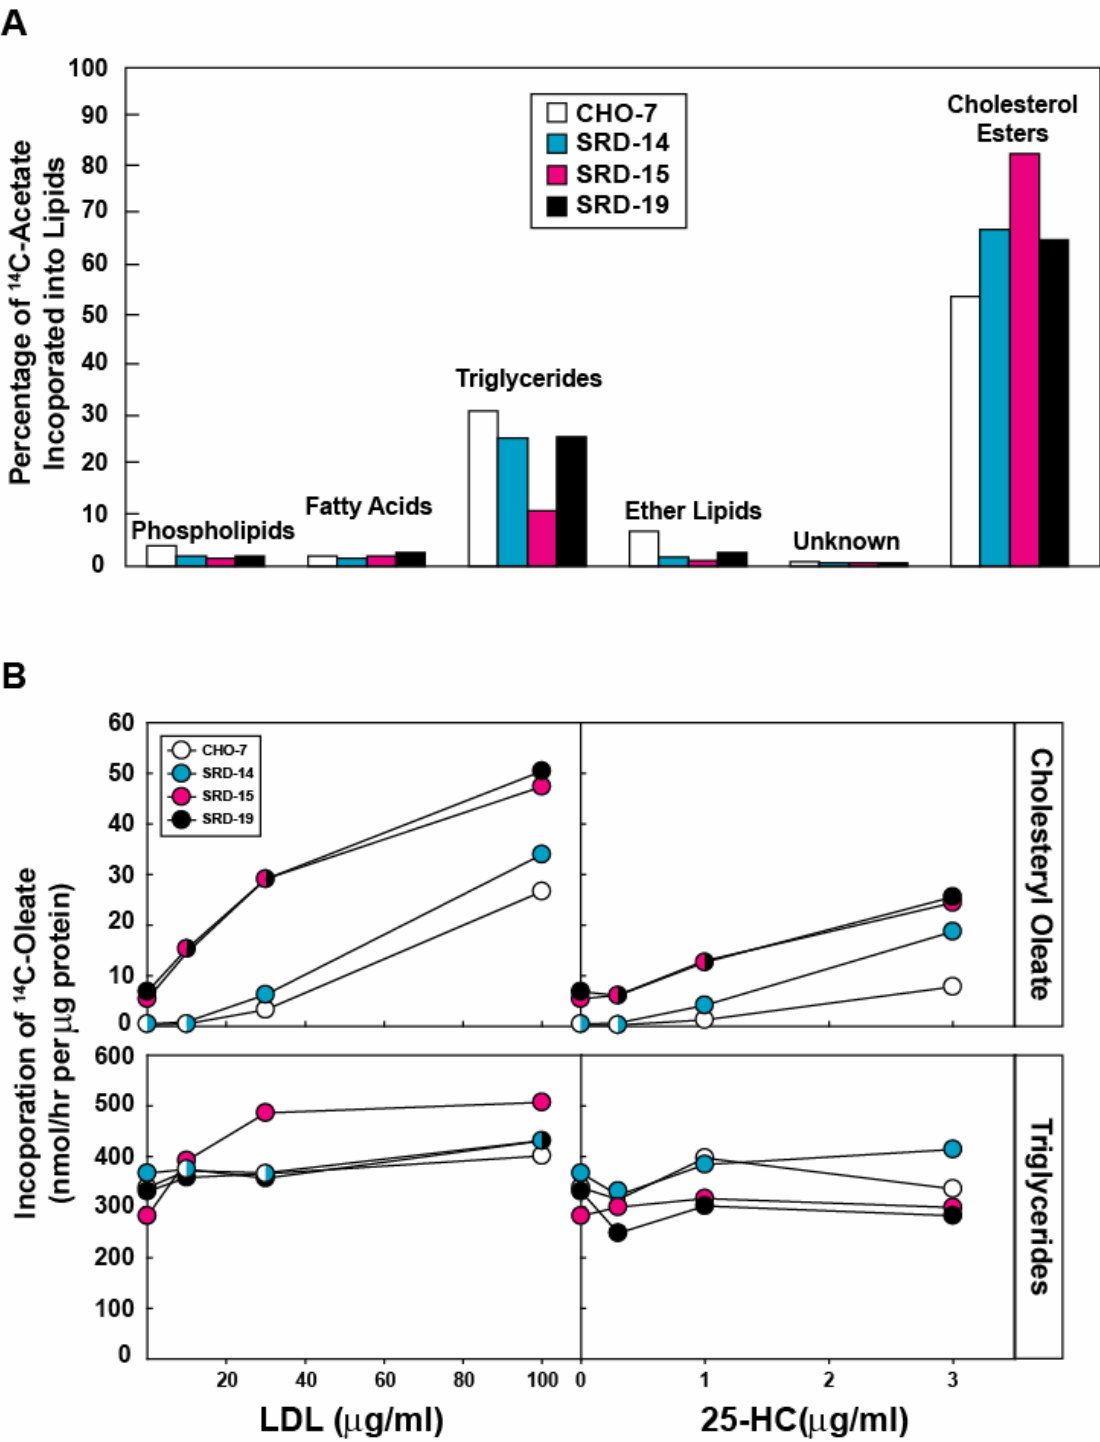 A
Percentage of ¹⁴C-Acetate
Incoporated into Lipids
100
90
80
70
60
50
40
30
20
10
0
CHO-7
SRD-14
SRD-15
SRD-19
Phospholipids
Fatty Acids
Triglycerides
Ether Lipids
Unknown
Cholesterol
Esters
B
Incoporation of ¹⁴C-Oleate
(nmol/hr per μg protein)
60
50
40
30
20
10
0
CHO-7
SRD-14
SRD-15
SRD-19
Cholesteryl Oleate
600
500
400
300
200
100
0
Triglycerides
20 40 60 80 100 0 1 2 3
LDL (μg/ml) 25-HC(μg/ml)